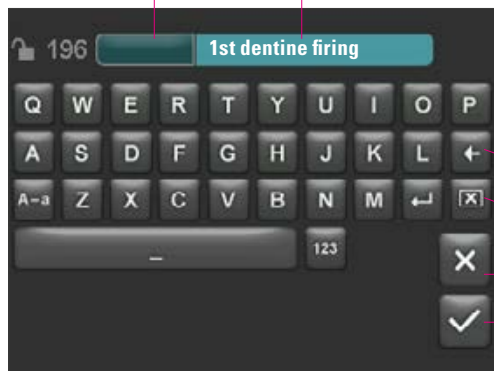 196 1st dentine firing
Q W E R T Y U I O P
A S D F G H J K L
A-a Z X C V B N M
_ 123